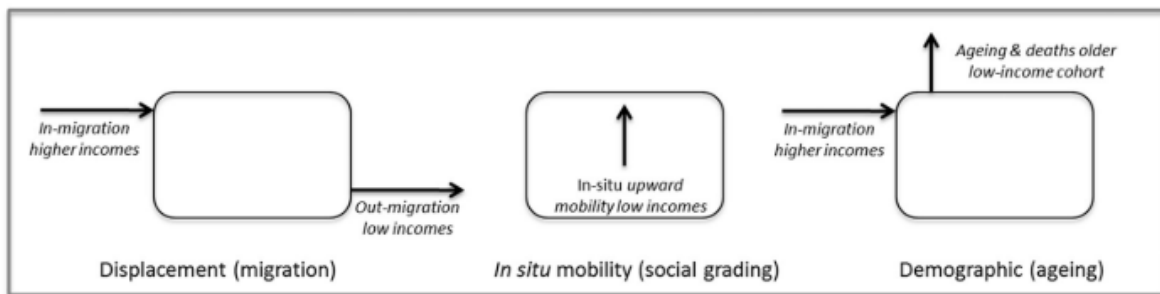 In-migration
higher incomes
Out-migration
low incomes
Displacement (migration)
In-situ upward
mobility low incomes
In situ mobility (social grading)
Ageing & deaths older
low-income cohort
In-migration
higher incomes
Demographic (ageing)